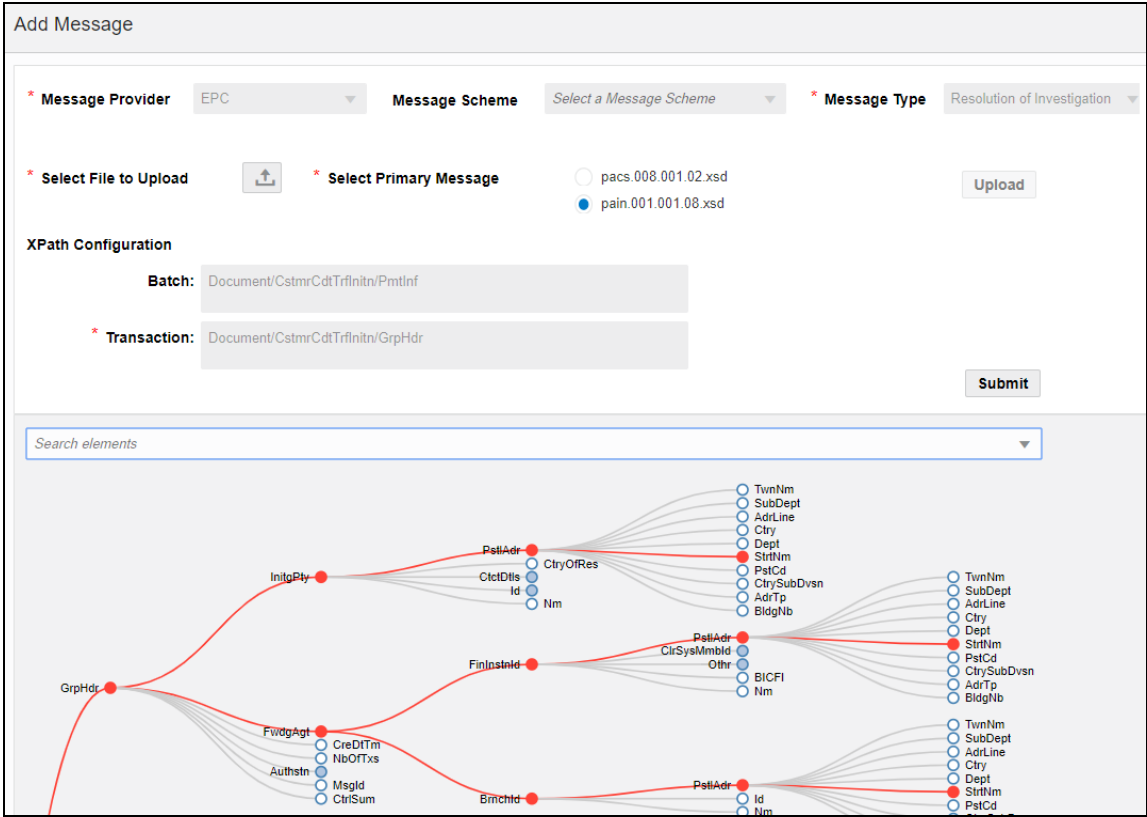 Add Message
* Message Provider EPC Message Scheme Select a Message Scheme * Message Type Resolution of Investigation
* Select File to Upload * Select Primary Message pacs.008.001.02.xsd Upload
pain.001.001.08.xsd
XPath Configuration
Batch: Document/CstmrCdtTrfInitn/PmtInf
* Transaction: Document/CstmrCdtTrfInitn/GrpHdr
Submit
Search elements
TwnNm
SubDept
AdrLine
Ctry
Dept
PstlAdr
StrtNm
CtryOfRes
PstCd
InitgPty
CtctDtls
TwnNm
CtrySubDvsn
Id
SubDept
AdrTp
Nm
AdrLine
BldgNb
Ctry
Dept
PstlAdr
StrtNm
ClrSysMmbId
PstCd
FinInstnId
Othr
CtrySubDvsn
BICFI
AdrTp
GrpHdr
Nm
BldgNb
TwnNm
FwdgAgt
SubDept
CreDtTm
AdrLine
NbOfTxs
Ctry
Authstn
Dept
MsgId
PstlAdr
StrtNm
CtrlSum
BrnchId
Id
PstCd
Nm